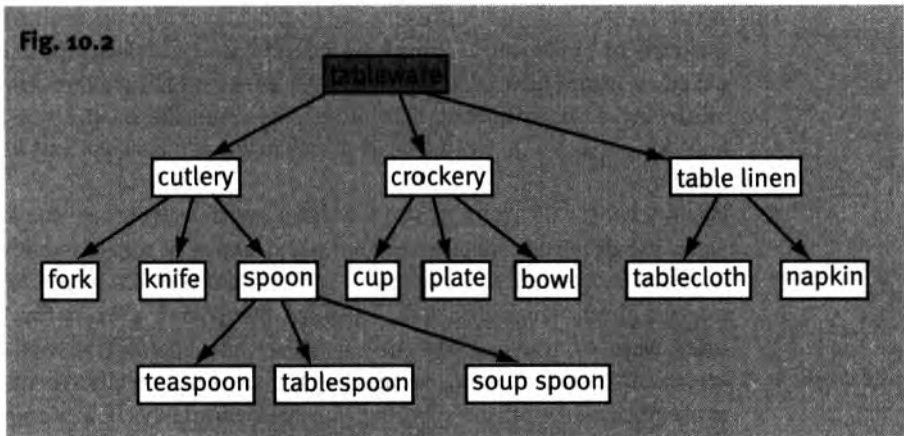 Fig. 10.2
tableware
cutlery crockery table linen
fork knife spoon cup plate bowl tablecloth napkin
teaspoon tablespoon soup spoon